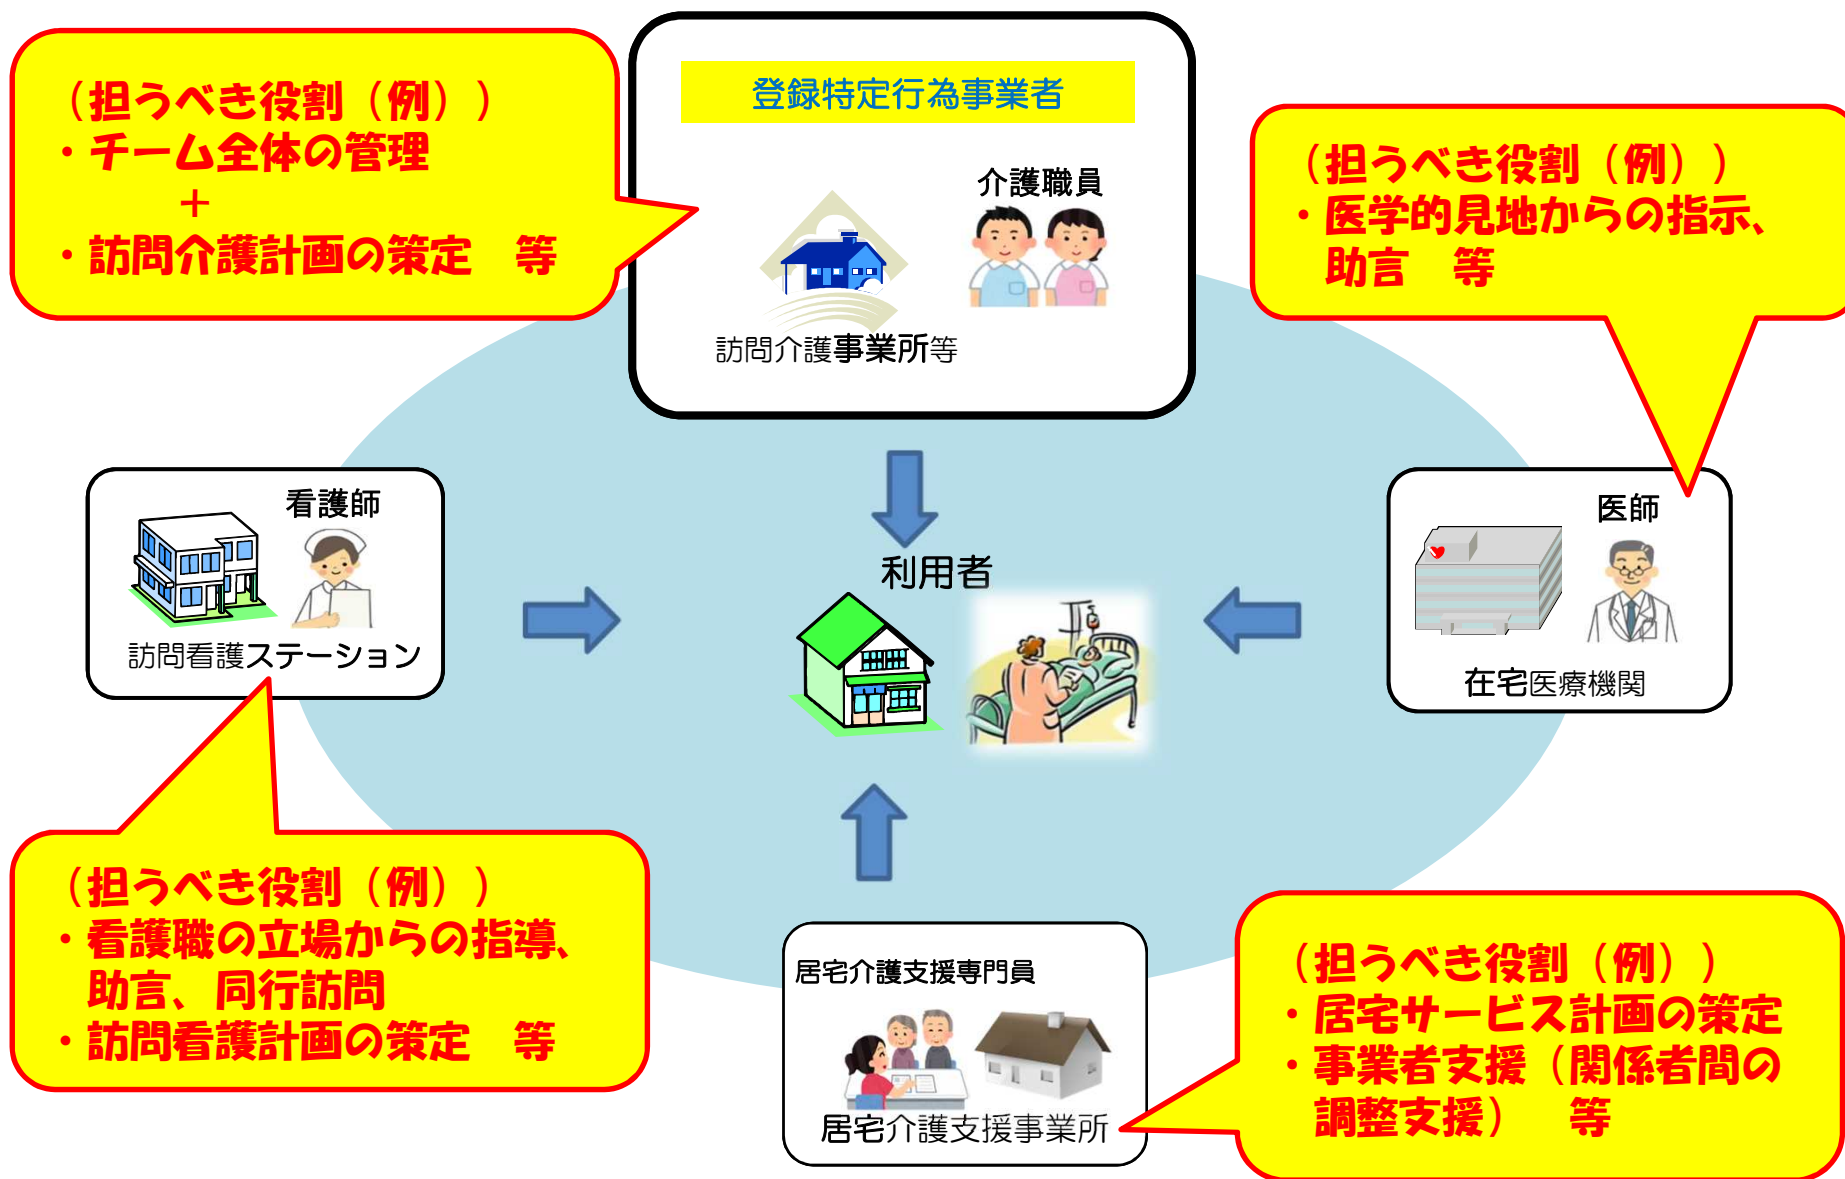 （担うべき役割（例））
・チーム全体の管理
＋
・訪問介護計画の策定　等
登録特定行為事業者
介護職員
訪問介護事業所等
（担うべき役割（例））
・医学的見地からの指示、
助言　等
看護師
訪問看護ステーション
利用者
医師
在宅医療機関
（担うべき役割（例））
・看護職の立場からの指導、
助言、同行訪問
・訪問看護計画の策定　等
居宅介護支援専門員
居宅介護支援事業所
（担うべき役割（例））
・居宅サービス計画の策定
・事業者支援（関係者間の
調整支援）　等